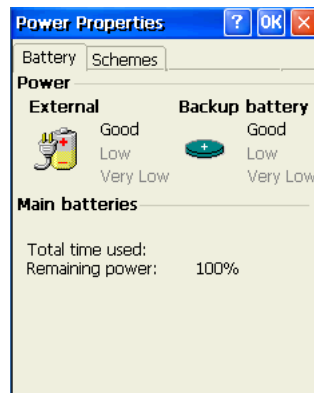 Power Properties ? OK ×
Battery Schemes
Power
External Backup battery
Good Good
Low Low
Very Low Very Low
Main batteries
Total time used:
Remaining power: 100%